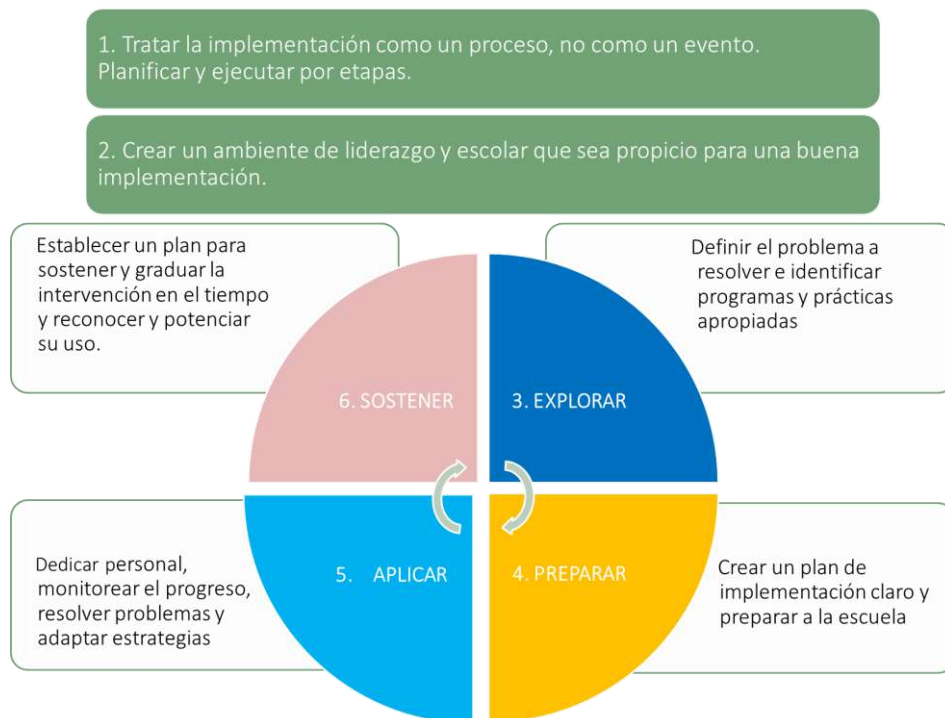 1. Tratar la implementación como un proceso, no como un evento.
Planificar y ejecutar por etapas.
2. Crear un ambiente de liderazgo y escolar que sea propicio para una buena
implementación.
Establecer un plan para
sostener y graduar la
intervención en el tiempo
y reconocer y potenciar
su uso.
Definir el problema a
resolver e identificar
programas y prácticas
apropiadas
6. SOSTENER
3. EXPLORAR
Dedicar personal,
monitorear el progreso,
resolver problemas y
adaptar estrategias
5. APLICAR
4. PREPARAR
Crear un plan de
implementación claro y
preparar a la escuela